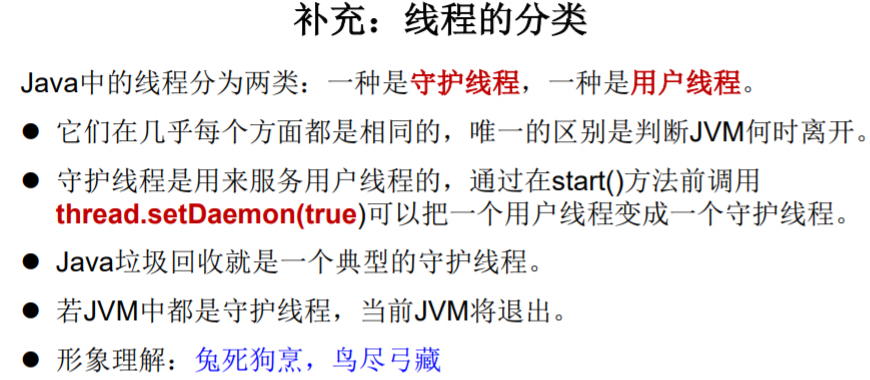 补充：线程的分类
Java中的线程分为两类：一种是守护线程，一种是用户线程。
● 它们在几乎每个方面都是相同的，唯一的区别是判断JVM何时离开。
● 守护线程是用来服务用户线程的，通过在start()方法前调用
thread.setDaemon(true)可以把一个用户线程变成一个守护线程。
● Java垃圾回收就是一个典型的守护线程。
● 若JVM中都是守护线程，当前JVM将退出。
● 形象理解：兔死狗烹，鸟尽弓藏